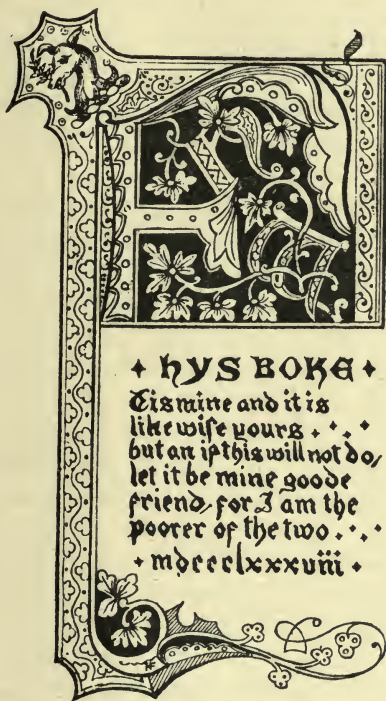 + hYS BOKE +
Tis mine and it is
like wise yours . · . ·
but an if this will not do,
let it be mine goode
friend, for I am the
poorer of the two . · . ·
+ mdccclxxxviii +